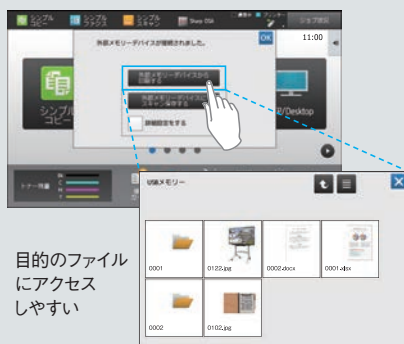 シンプル
コピー
シンプル
ファクス
シンプル
スキャン
Sharp OSA
ジョブ状況
11:00
外部メモリーデバイスが接続されました。
OK
外部メモリーデバイスから
印刷する
外部メモリーデバイスに
スキャン保存する
詳細設定をする
シンプル
コピー
/Desktop
トナー残量
Bk
C
M
Y
USBメモリー
0001
0122.jpg
0002.docx
0001.xlsx
0002
0102.jpg
目的のファイル
にアクセス
しやすい